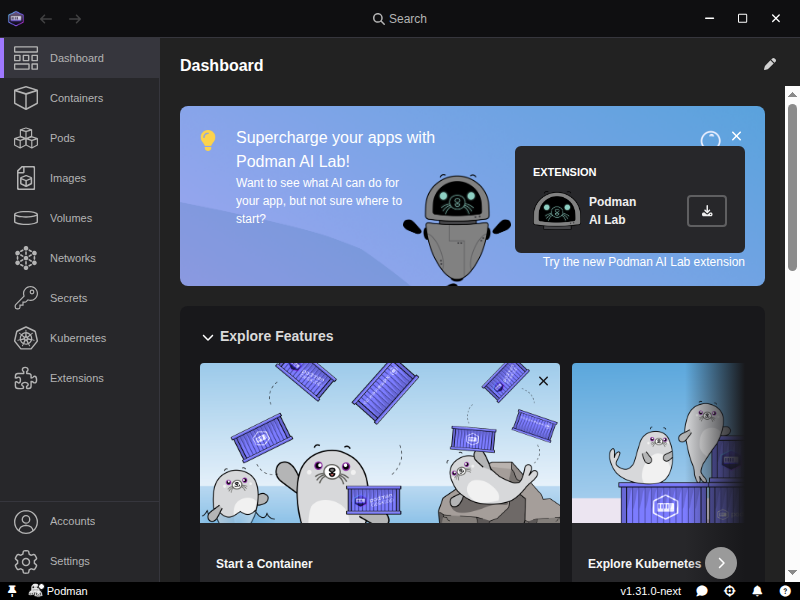 Search
Dashboard
Containers
Pods
Images
Volumes
Networks
Secrets
Kubernetes
Extensions
Accounts
Settings
Dashboard
Supercharge your apps with
Podman AI Lab!
Want to see what AI can do for
your app, but not sure where to
start?
EXTENSION
Podman
AI Lab
Try the new Podman AI Lab extension
Explore Features
Start a Container
Explore Kubernetes
Podman
v1.31.0-next